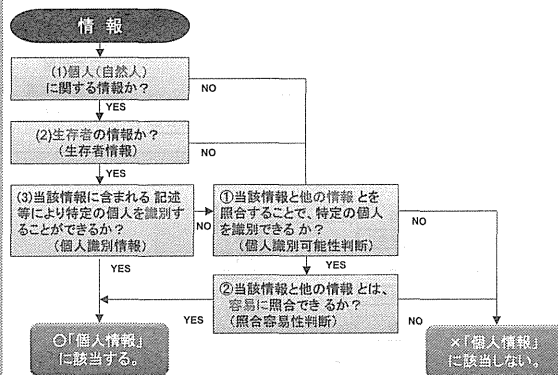 情 報
(1)個人(自然人)
に関する情報か？
NO
YES
(2)生存者の情報か？
(生存者情報)
NO
YES
(3)当該情報に含まれる 記述
等により特定の個人を識別す
ることができるか？
(個人識別情報)
NO
①当該情報と他の情報 とを
照合することで、特定の個人
を識別できる か？
(個人識別可能性判断)
NO
YES
YES
②当該情報と他の情報 とは、
容易に照合でき るか？
(照合容易性判断)
YES
NO
○「個人情報」
に該当する。
×「個人情報」
に該当しない。